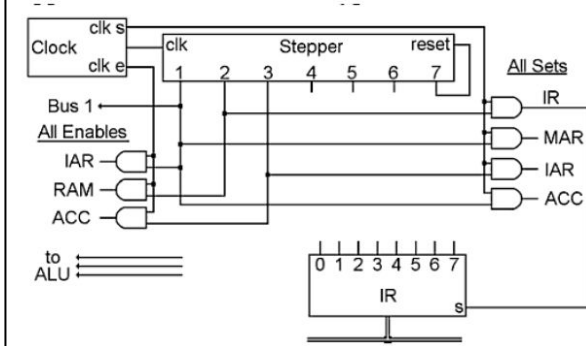 clk s
Clock
clk e
clk Stepper reset
1 2 3 4 5 6 7
Bus 1
All Enables
IAR
RAM
ACC
to
ALU
All Sets
IR
MAR
IAR
ACC
0 1 2 3 4 5 6 7
IR
s